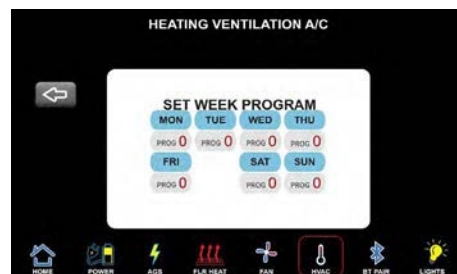 HEATING VENTILATION A/C
SET WEEK PROGRAM
MON TUE WED THU
PROG 0 PROG 0 PROG 0 PROG 0
FRI SAT SUN
PROG 0 PROG 0 PROG 0
HOME POWER AGS FLR HEAT FAN HVAC BT PAIR LIGHTS